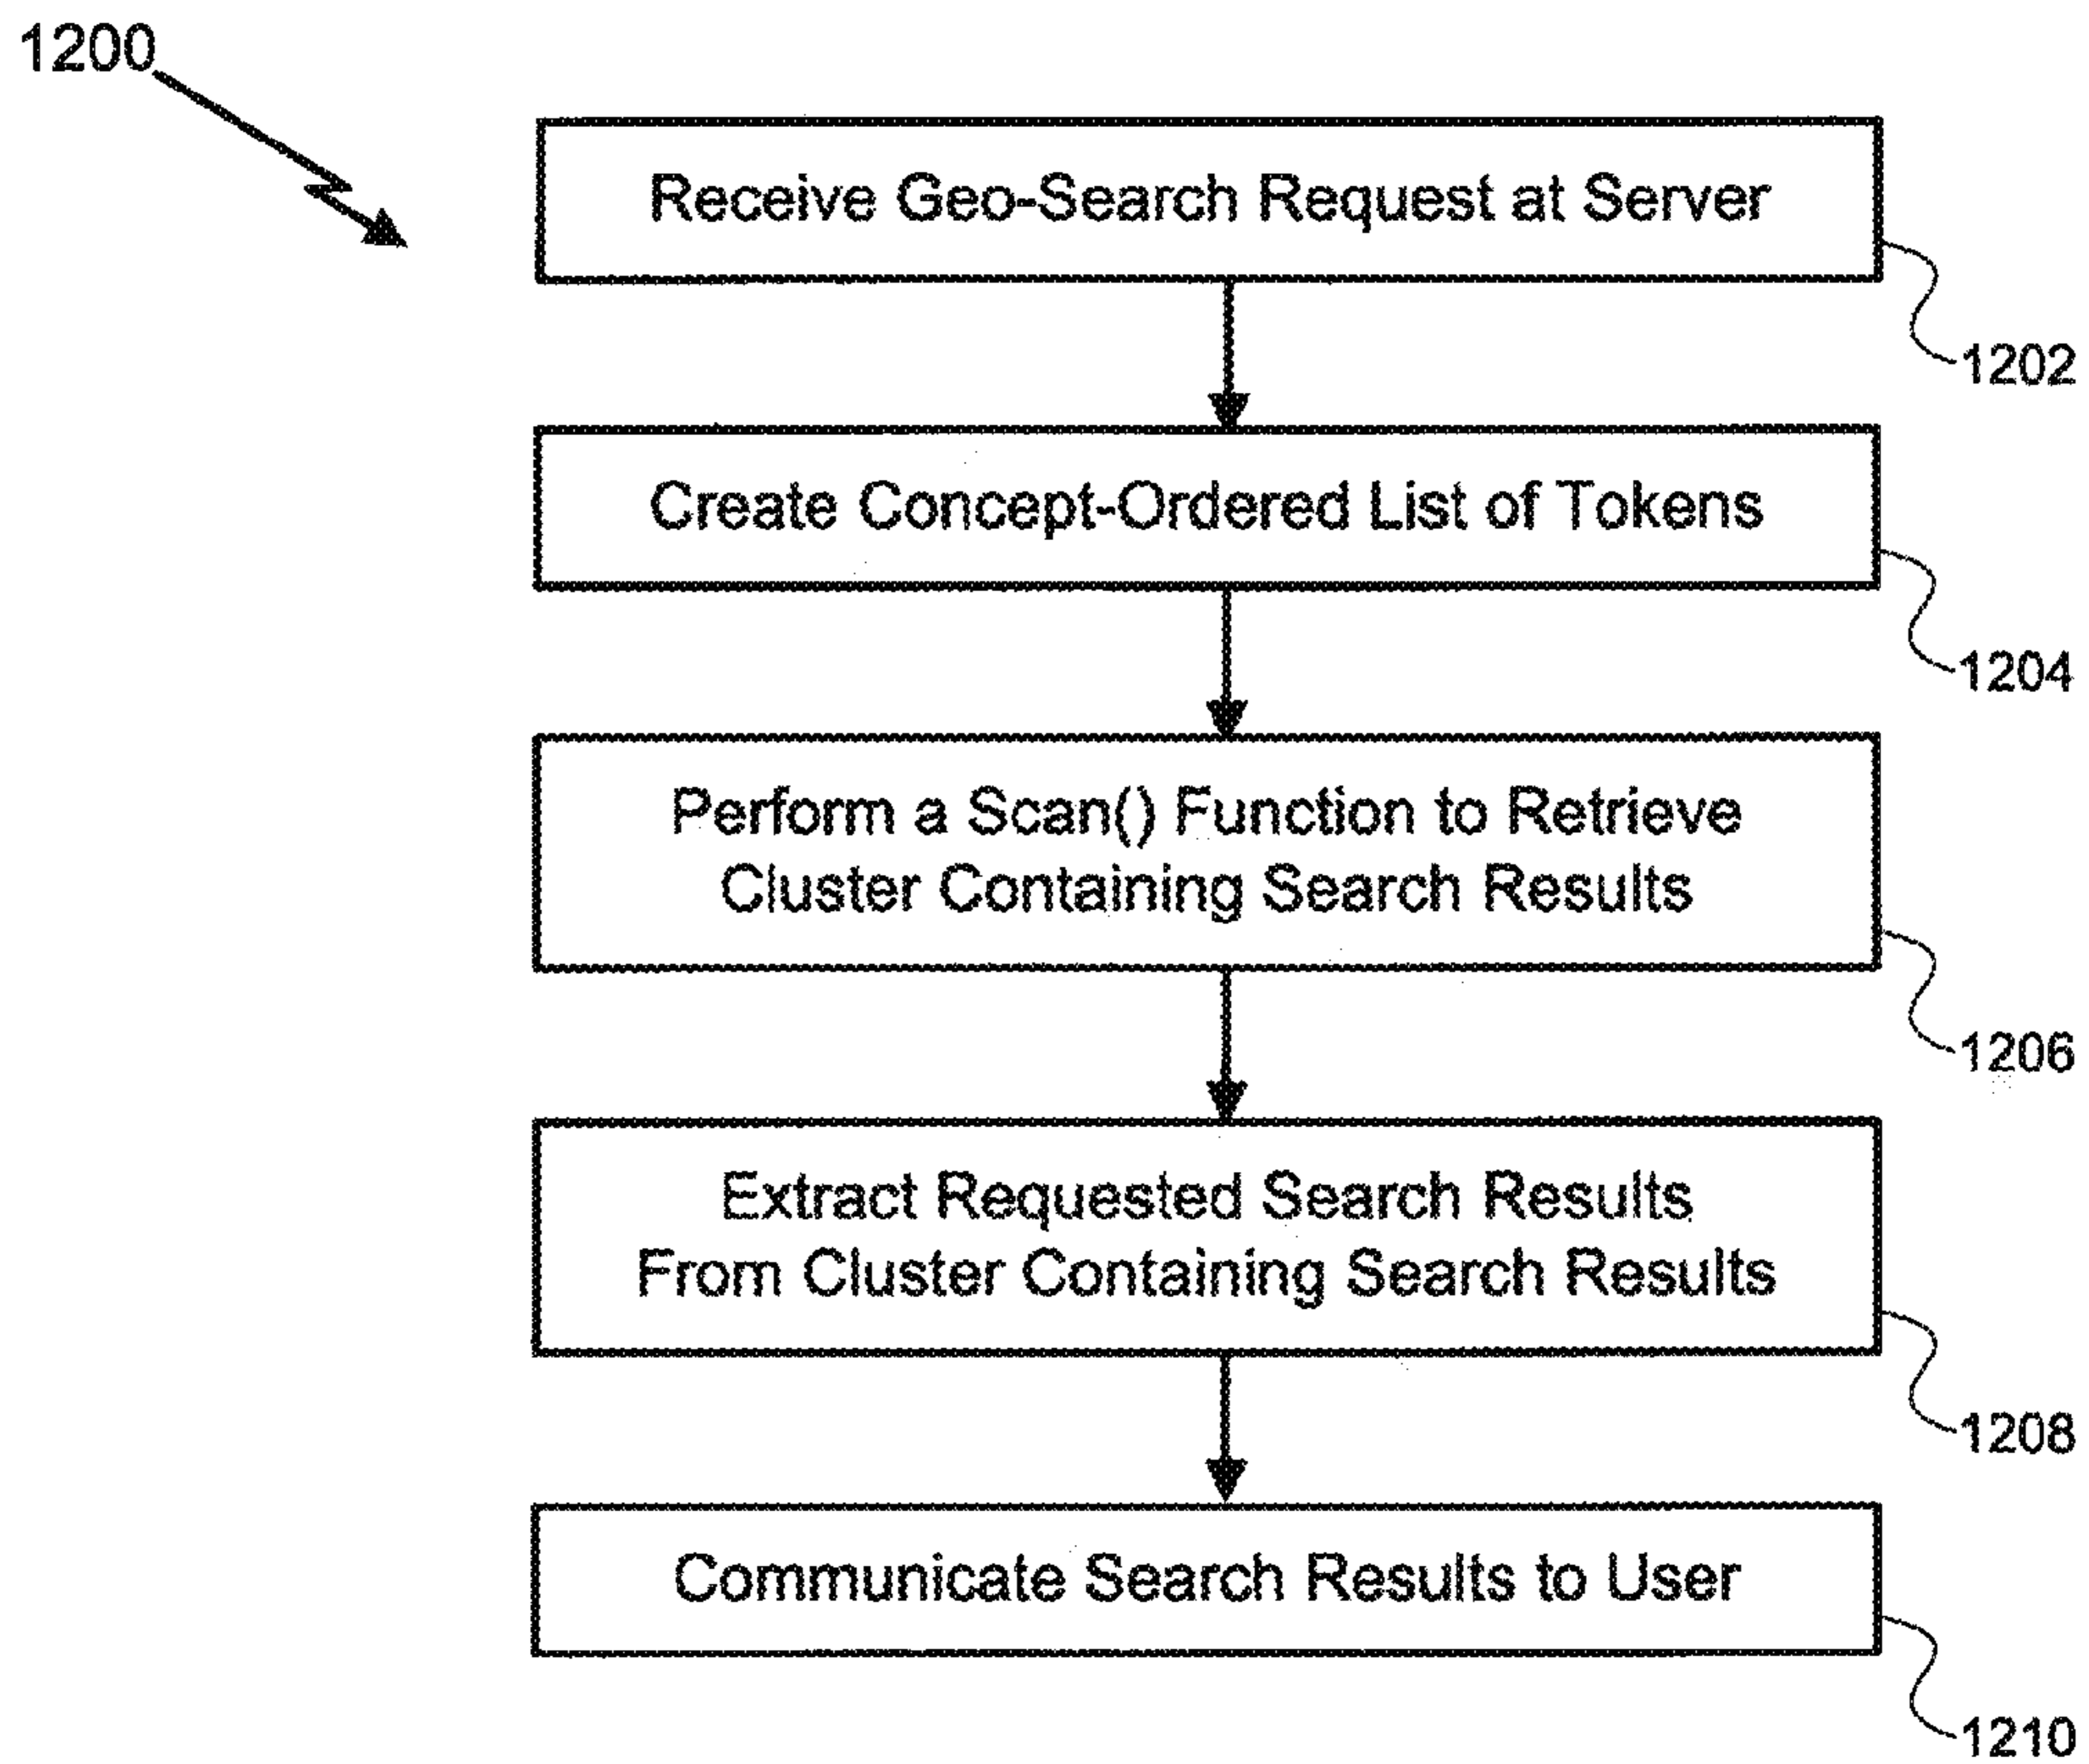 1200
Receive Geo-Search Request at Server
1202
Create Concept-Ordered List of Tokens
1204
Perform a Scan() Function to Retrieve
Cluster Containing Search Results
1206
Extract Requested Search Results
From Cluster Containing Search Results
1208
Communicate Search Results to User
1210